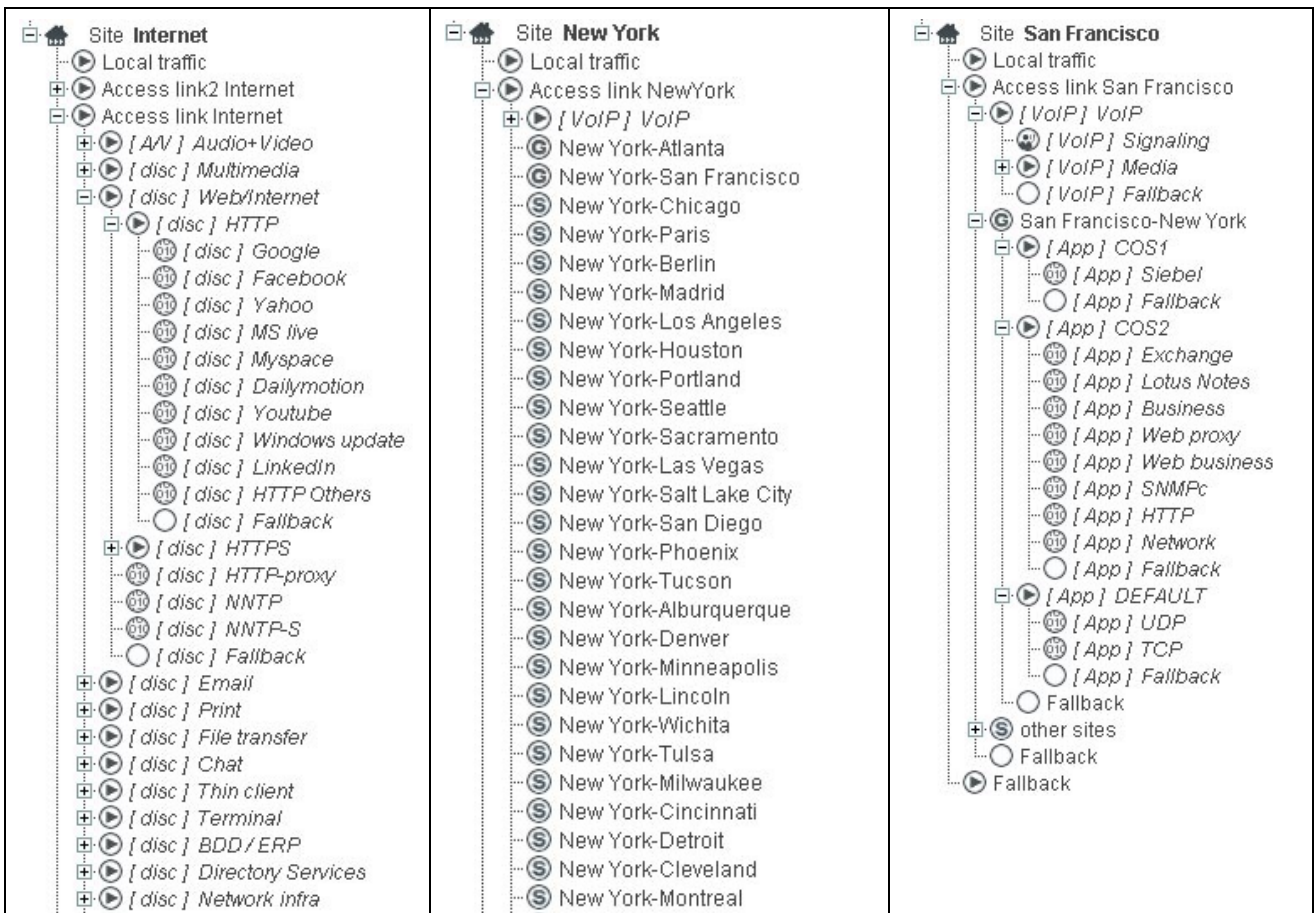 Site Internet
Local traffic
Access link2 Internet
Access link Internet
[ A/V ] Audio+Video
[ disc ] Multimedia
[ disc ] Web/Internet
[ disc ] HTTP
[ disc ] Google
[ disc ] Facebook
[ disc ] Yahoo
[ disc ] MS live
[ disc ] Myspace
[ disc ] Dailymotion
[ disc ] Youtube
[ disc ] Windows update
[ disc ] LinkedIn
[ disc ] HTTP Others
[ disc ] Fallback
[ disc ] HTTPS
[ disc ] HTTP-proxy
[ disc ] NNTP
[ disc ] NNTP-S
[ disc ] Fallback
[ disc ] Email
[ disc ] Print
[ disc ] File transfer
[ disc ] Chat
[ disc ] Thin client
[ disc ] Terminal
[ disc ] BDD / ERP
[ disc ] Directory Services
[ disc ] Network infra
Site New York
Local traffic
Access link NewYork
[ VoIP ] VoIP
G New York-Atlanta
G New York-San Francisco
S New York-Chicago
S New York-Paris
S New York-Berlin
S New York-Madrid
S New York-Los Angeles
S New York-Houston
S New York-Portland
S New York-Seattle
S New York-Sacramento
S New York-Las Vegas
S New York-Salt Lake City
S New York-San Diego
S New York-Phoenix
S New York-Tucson
S New York-Alburquerque
S New York-Denver
S New York-Minneapolis
S New York-Lincoln
S New York-Wichita
S New York-Tulsa
S New York-Milwaukee
S New York-Cincinnati
S New York-Detroit
S New York-Cleveland
S New York-Montreal
Site San Francisco
Local traffic
Access link San Francisco
[ VoIP ] VoIP
[ VoIP ] Signaling
[ VoIP ] Media
[ VoIP ] Fallback
G San Francisco-New York
[ App ] COS1
[ App ] Siebel
[ App ] Fallback
[ App ] COS2
[ App ] Exchange
[ App ] Lotus Notes
[ App ] Business
[ App ] Web proxy
[ App ] Web business
[ App ] SNMPc
[ App ] HTTP
[ App ] Network
[ App ] Fallback
[ App ] DEFAULT
[ App ] UDP
[ App ] TCP
[ App ] Fallback
Fallback
S other sites
Fallback
Fallback